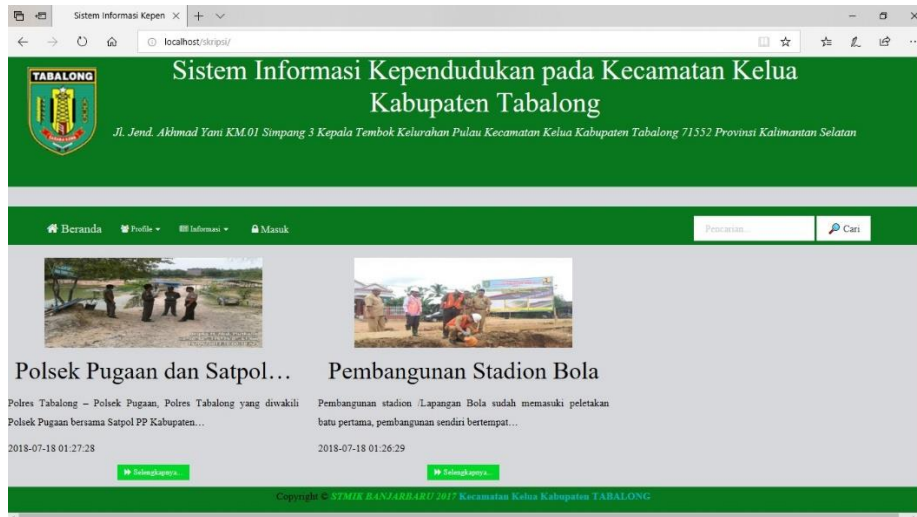 Sistem Informasi Kepen
localhost/skripsi/
TABALONG
Sistem Informasi Kependudukan pada Kecamatan Kelua
Kabupaten Tabalong
Jl. Jend. Akhmad Yani KM.01 Simpang 3 Kepala Tembok Kelurahan Pulau Kecamatan Kelua Kabupaten Tabalong 71552 Provinsi Kalimantan Selatan
Beranda Profile Informasi Masuk Pencarian... Cari
Polsek Pugaan dan Satpol...
Polres Tabalong – Polsek Pugaan, Polres Tabalong yang diwakili
Polsek Pugaan bersama Satpol PP Kabupaten...
2018-07-18 01:27:28
Selengkapnya...
Pembangunan Stadion Bola
Pembangunan stadion /Lapangan Bola sudah memasuki peletakan
batu pertama, pembangunan sendiri bertempat...
2018-07-18 01:26:29
Selengkapnya...
Copyright © STMIK BANJARBARU 2017 Kecamatan Kelua Kabupaten TABALONG